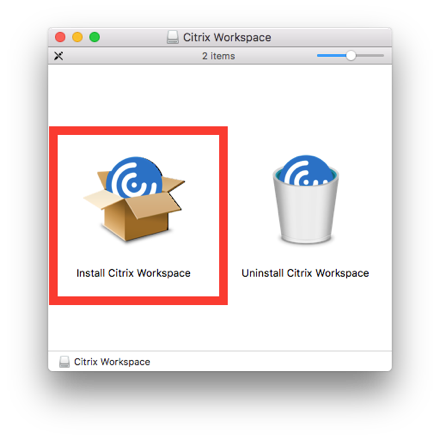 Citrix Workspace
2 items
Install Citrix Workspace
Uninstall Citrix Workspace
Citrix Workspace